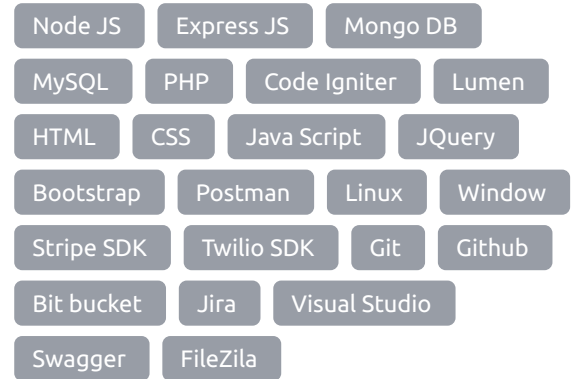 Node JS Express JS Mongo DB
MySQL PHP Code Igniter Lumen
HTML CSS Java Script JQuery
Bootstrap Postman Linux Window
Stripe SDK Twilio SDK Git Github
Bit bucket Jira Visual Studio
Swagger FileZila